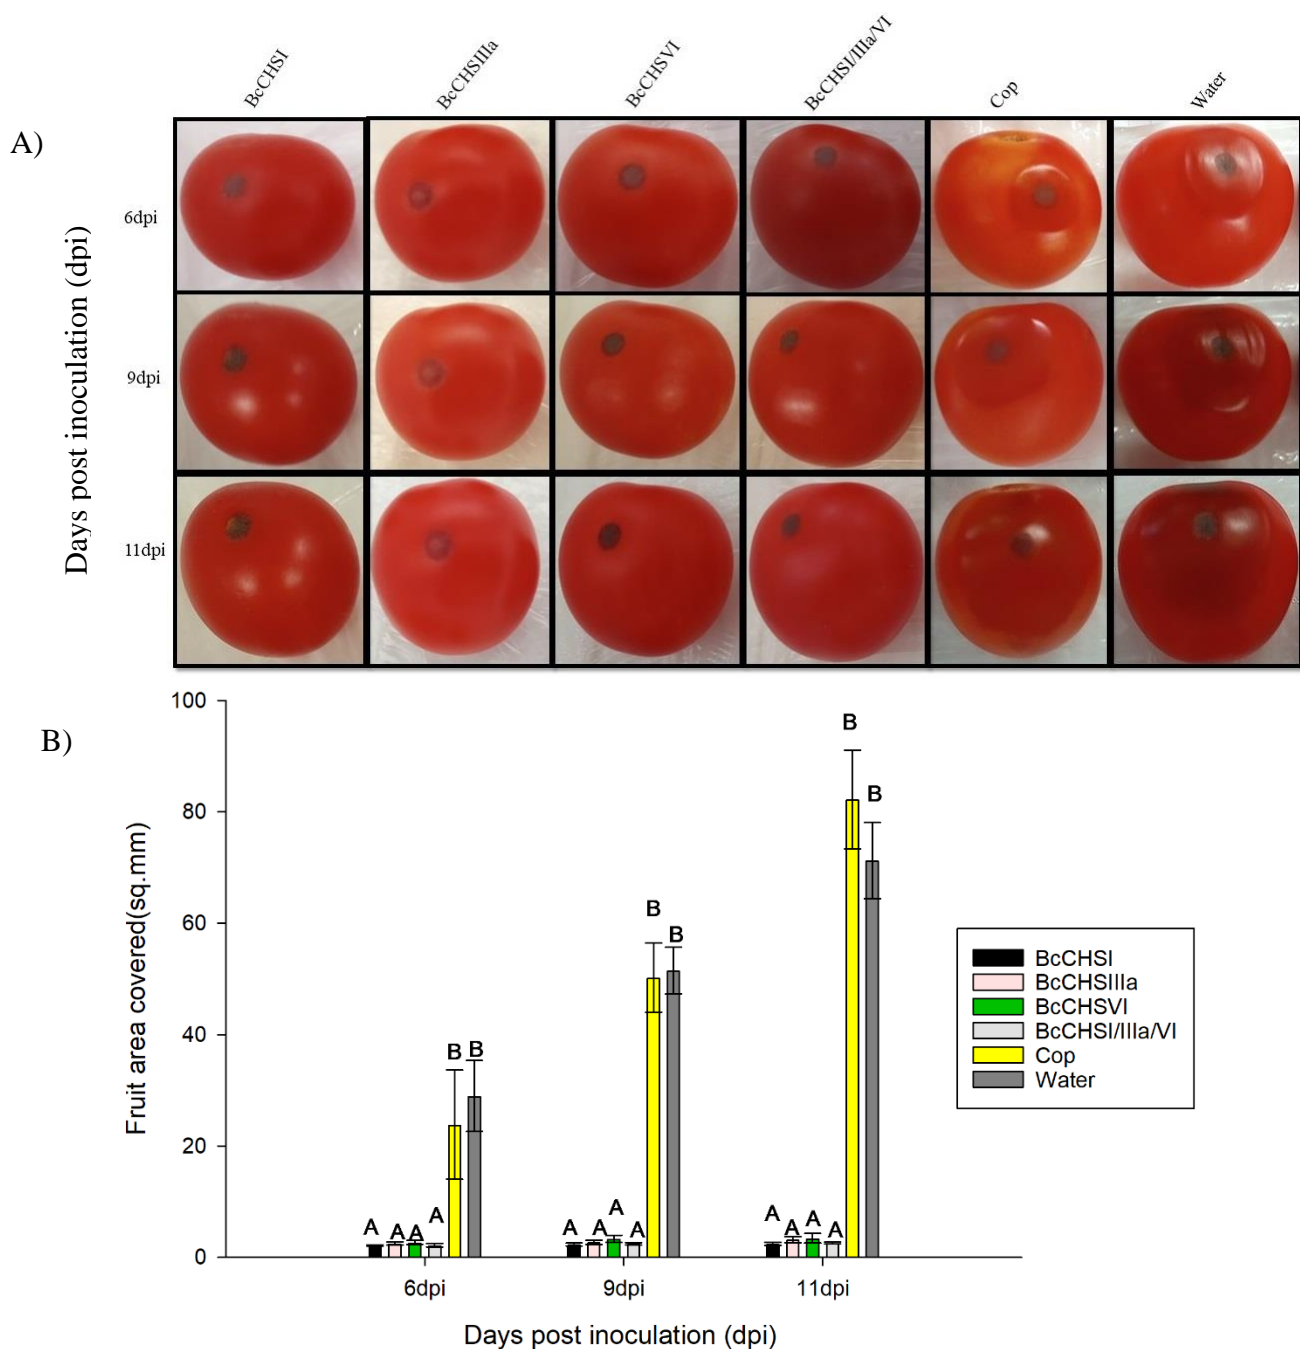 BcCHSI
BcCHSIIIa
BcCHSVI
BcCHSI/IIIa/VI
Cop
Water
A)
Days post inoculation (dpi)
6dpi
9dpi
11dpi
B)
Fruit area covered(sq.mm)
100
80
60
40
20
0
A
A
A
A
B
B
A
A
A
A
B
B
A
A
A
A
B
B
6dpi
9dpi
11dpi
Days post inoculation (dpi)
BcCHSI
BcCHSIIIa
BcCHSVI
BcCHSI/IIIa/VI
Cop
Water